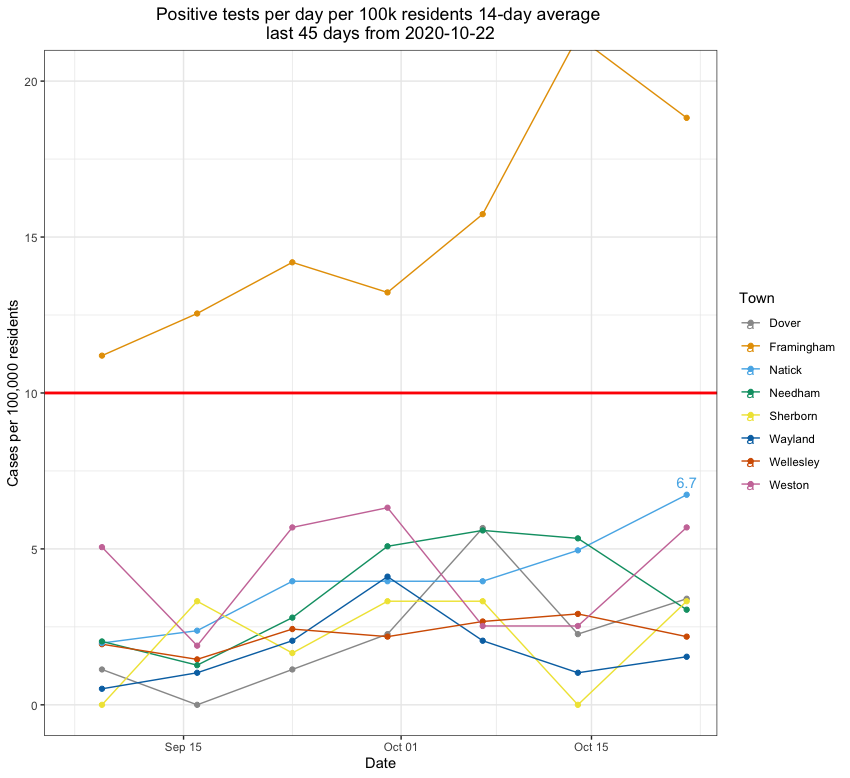 Positive tests per day per 100k residents 14-day average
last 45 days from 2020-10-22
Cases per 100,000 residents
20
15
10
5
0
6.7
Sep 15
Oct 01
Oct 15
Date
Town
a Dover
a Framingham
a Natick
a Needham
a Sherborn
a Wayland
a Wellesley
a Weston